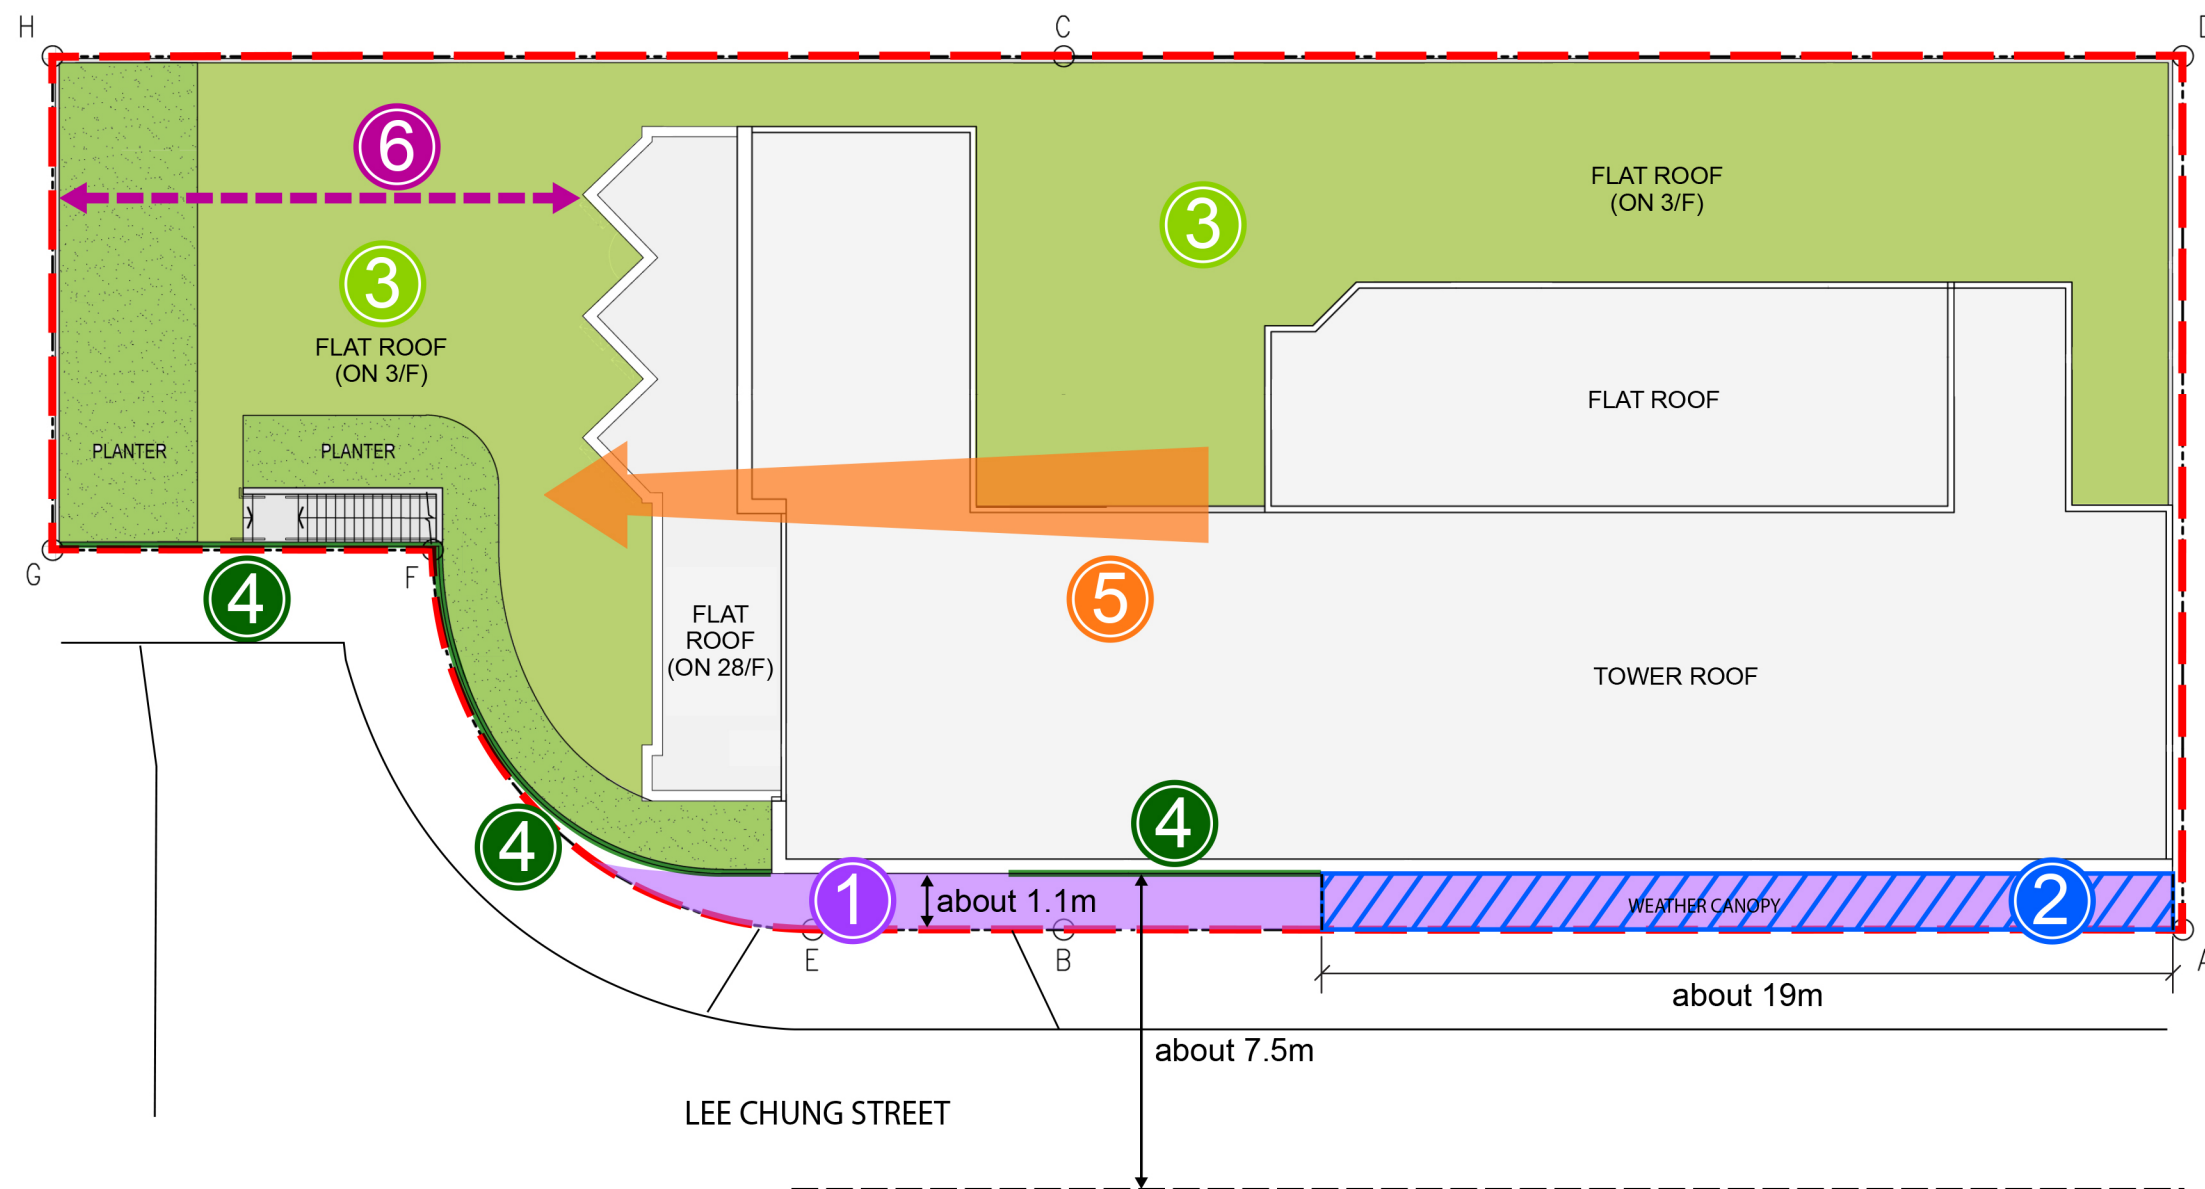 H
C
D
6
FLAT ROOF
(ON 3/F)
3
3
FLAT ROOF
(ON 3/F)
FLAT ROOF
PLANTER
PLANTER
G
F
4
5
FLAT
ROOF
(ON 28/F)
TOWER ROOF
4
4
1
about 1.1m
WEATHER CANOPY
2
E
B
A
about 19m
about 7.5m
LEE CHUNG STREET